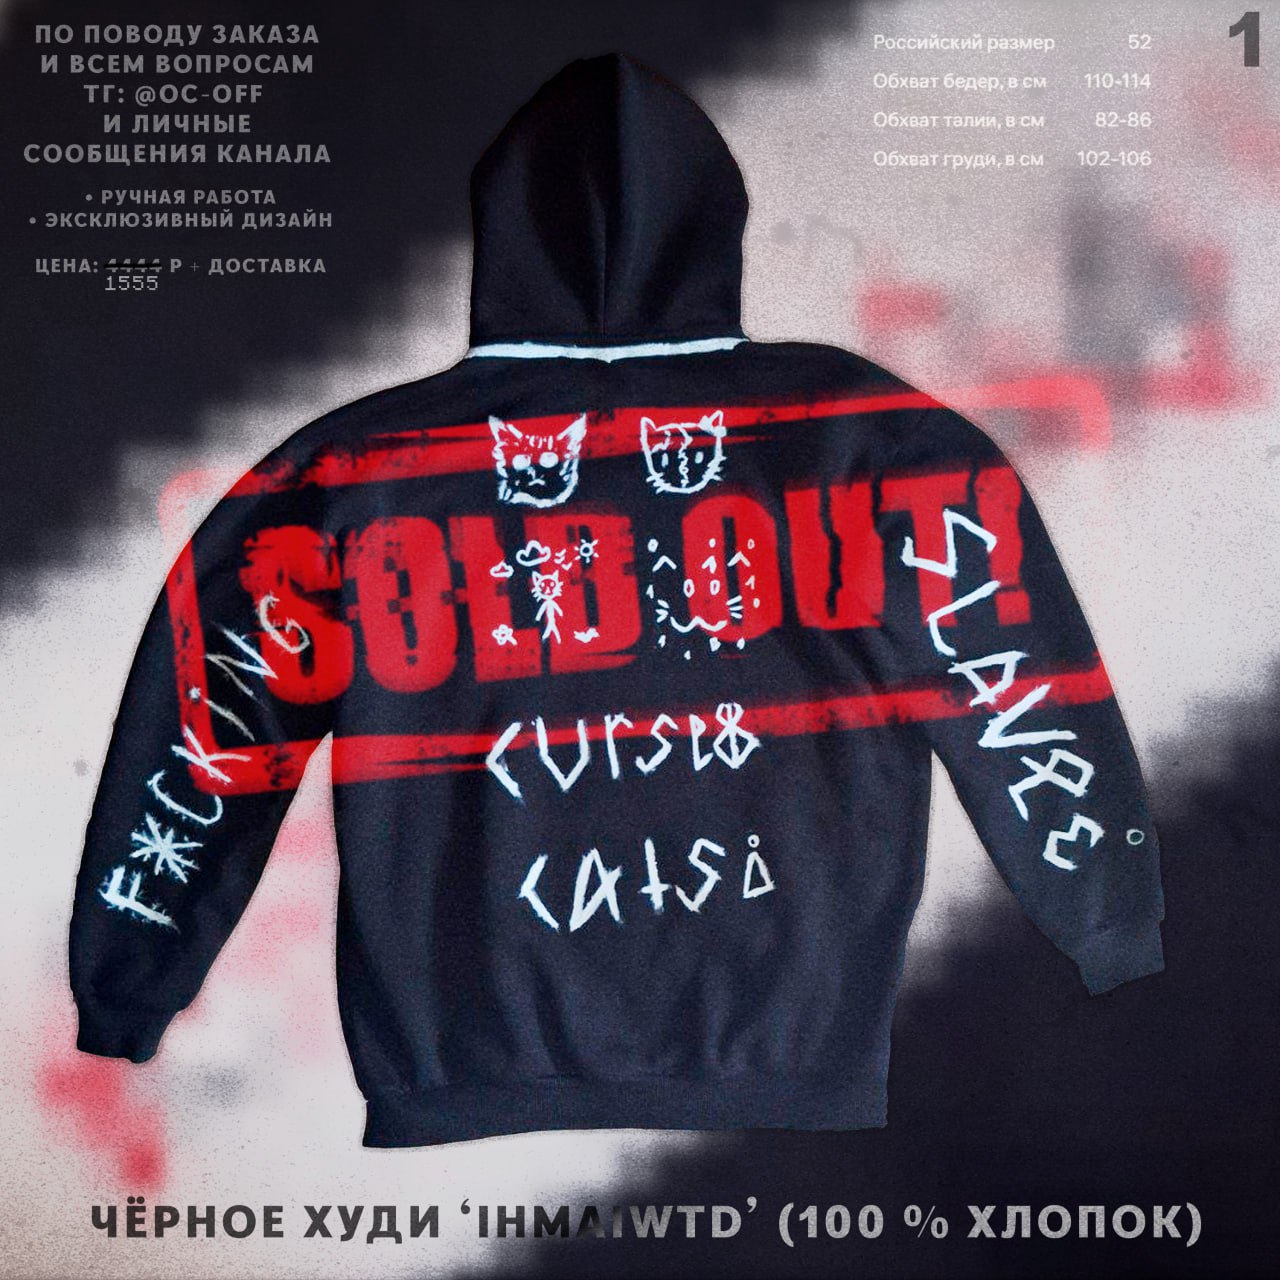 ПО ПОВОДУ ЗАКАЗА
И ВСЕМ ВОПРОСАМ
ТГ: @OC-OFF
И ЛИЧНЫЕ
СООБЩЕНИЯ КАНАЛА
• РУЧНАЯ РАБОТА
• ЭКСКЛЮЗИВНЫЙ ДИЗАЙН
ЦЕНА: 4444 Р + ДОСТАВКА
1555
Российский размер 52
Обхват бедер, в см 110-114
Обхват талии, в см 82-86
Обхват груди, в см 102-106
1
SOLD OUT!
F*CKING
SLAVRE
CURSE8
CATS
ЧЁРНОЕ ХУДИ ‘IHMAIWTD’ (100 % ХЛОПОК)